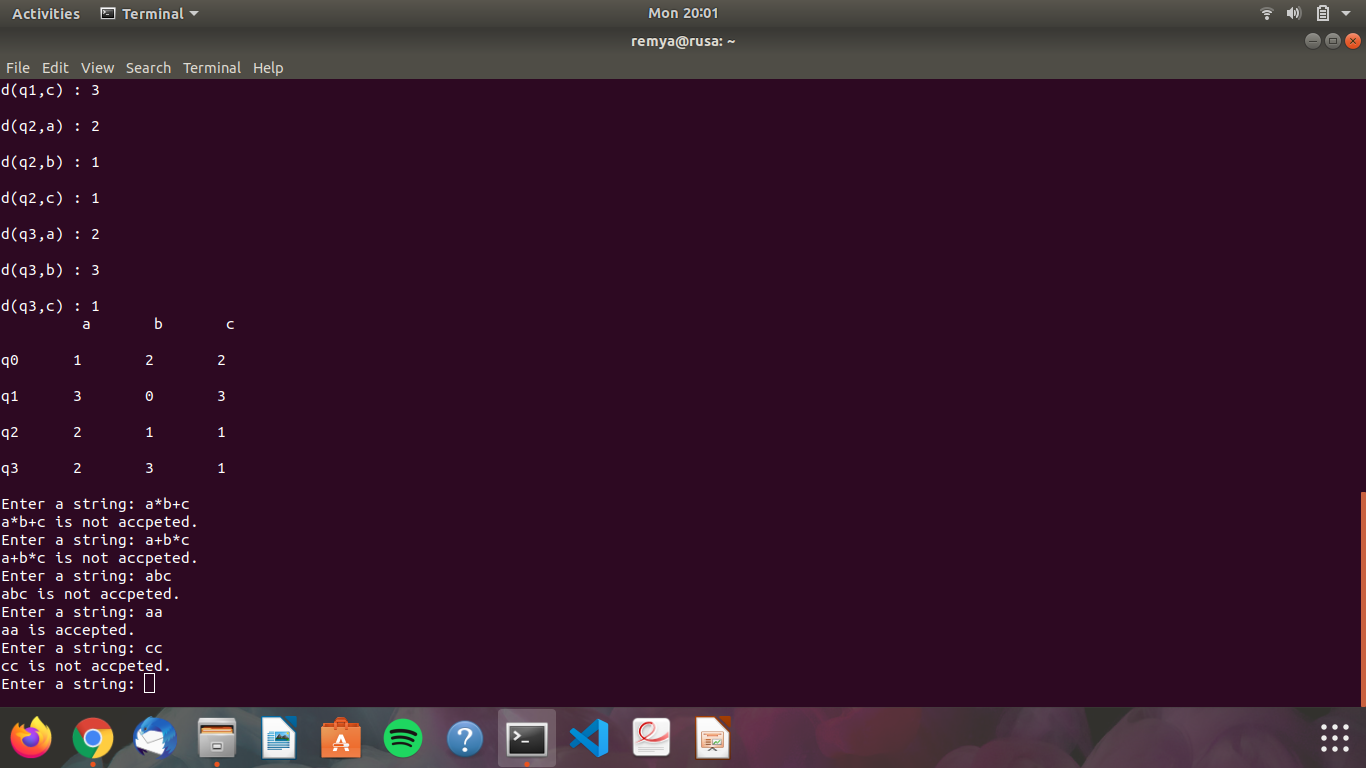 Activities Terminal Mon 20:01
remya@rusa: ~
File Edit View Search Terminal Help
d(q1,c) : 3
d(q2,a) : 2
d(q2,b) : 1
d(q2,c) : 1
d(q3,a) : 2
d(q3,b) : 3
d(q3,c) : 1
a b c
q0 1 2 2
q1 3 0 3
q2 2 1 1
q3 2 3 1
Enter a string: a*b+c
a*b+c is not accpeted.
Enter a string: a+b*c
a+b*c is not accpeted.
Enter a string: abc
abc is not accpeted.
Enter a string: aa
aa is accepted.
Enter a string: cc
cc is not accpeted.
Enter a string: